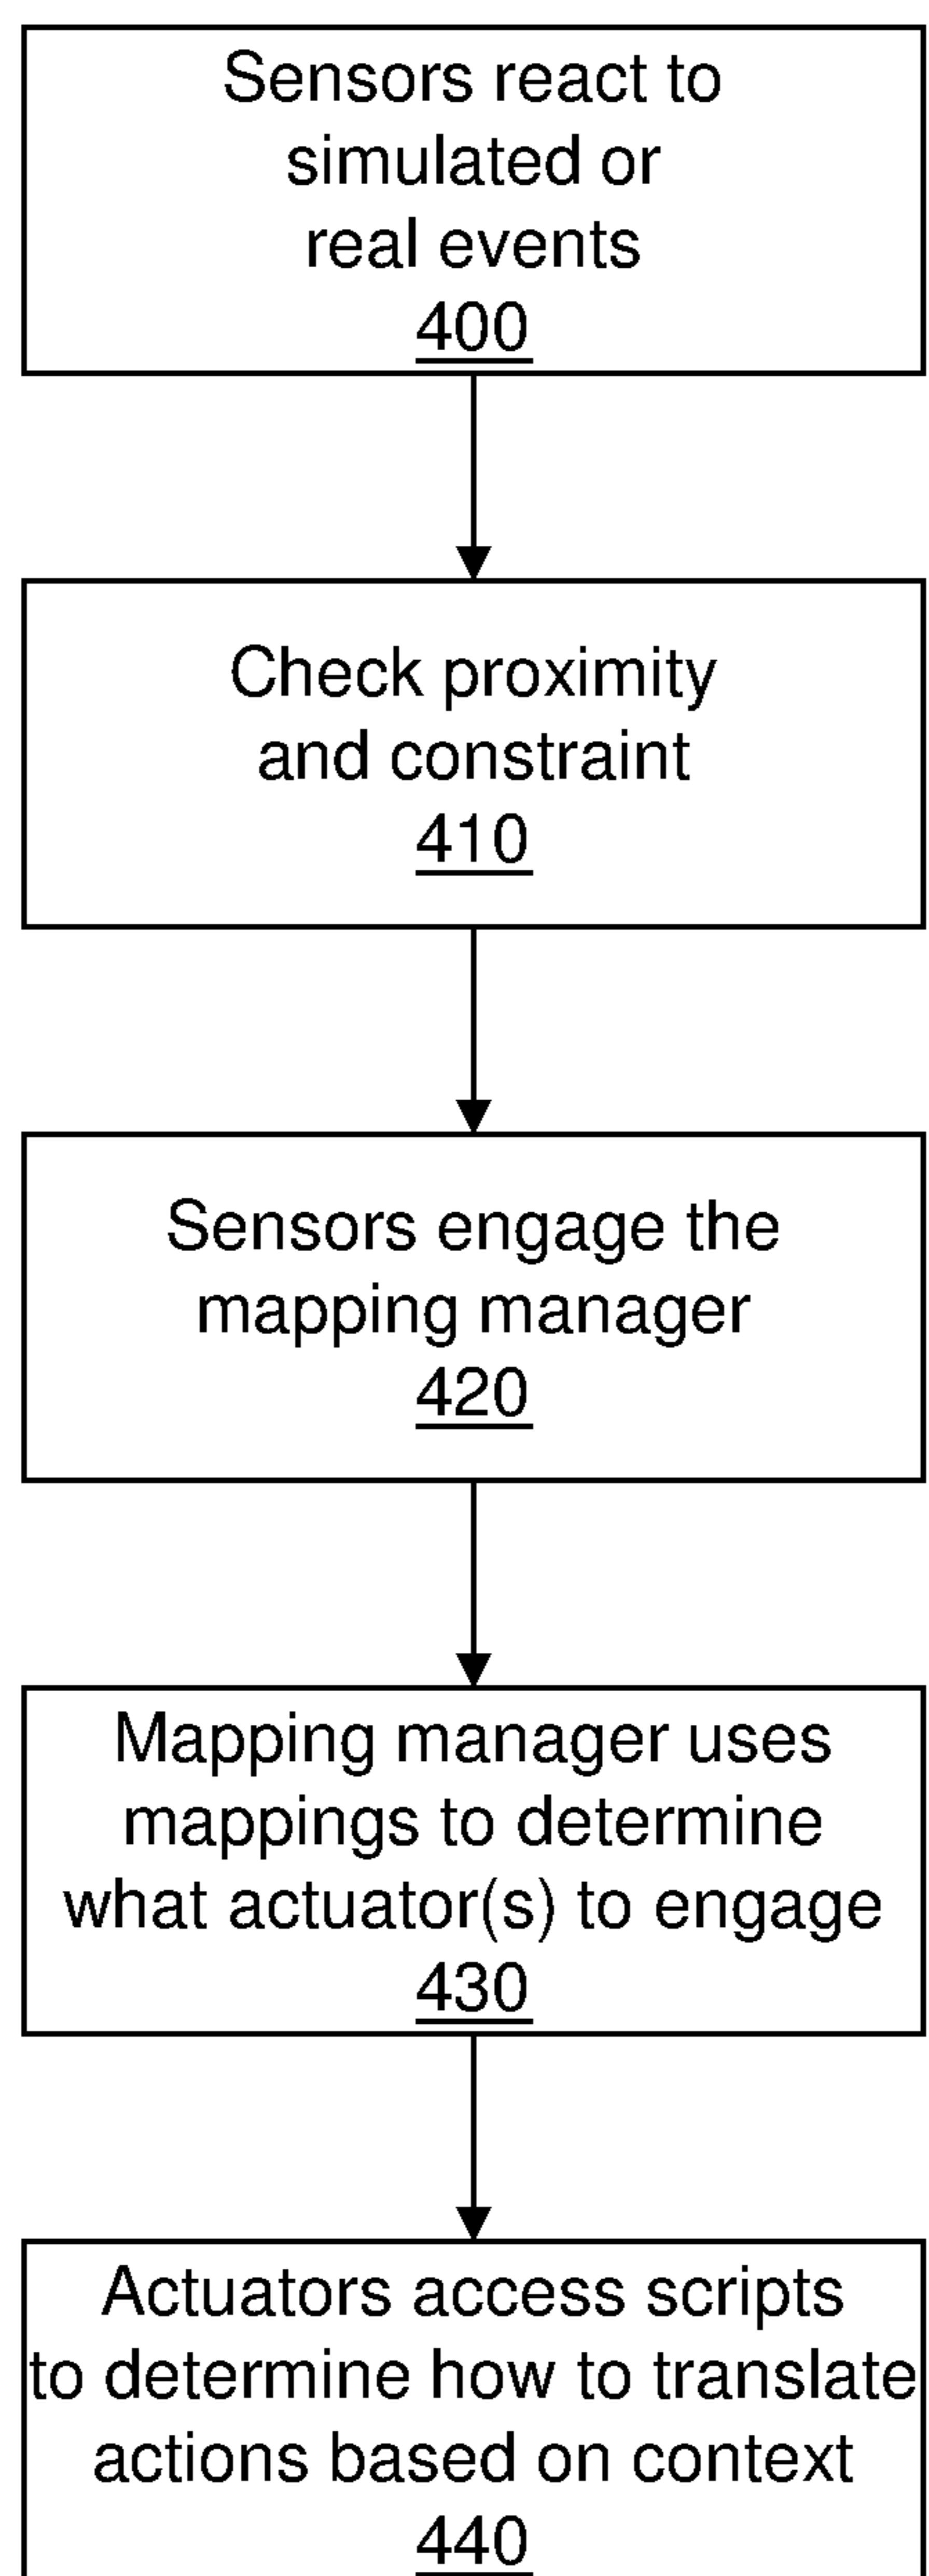 Sensors react to
simulated or
real events
400
Check proximity
and constraint
410
Sensors engage the
mapping manager
420
Mapping manager uses
mappings to determine
what actuator(s) to engage
430
Actuators access scripts
to determine how to translate
actions based on context
440